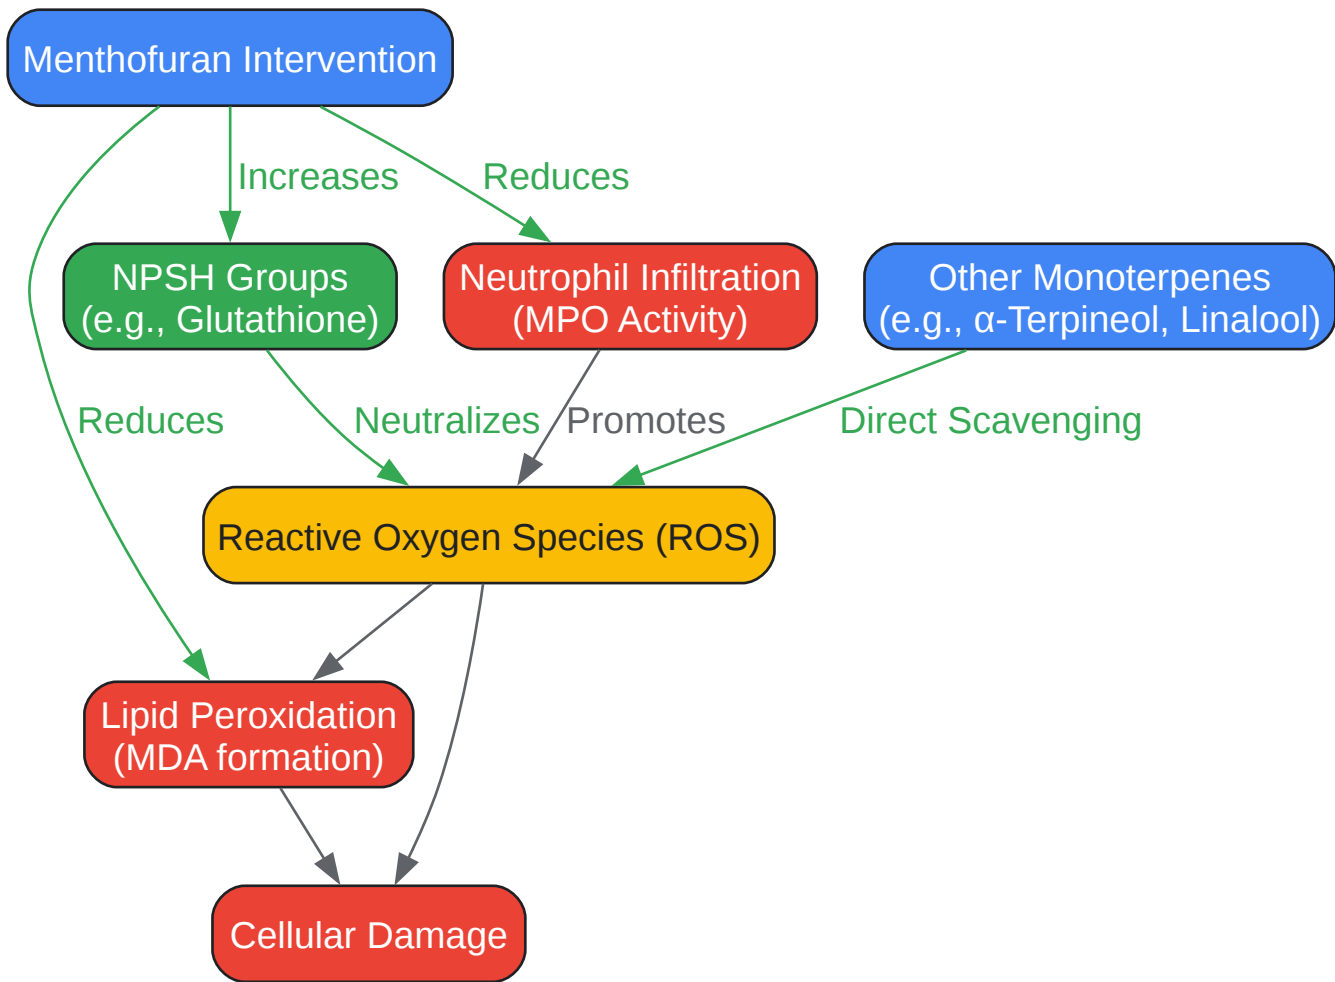 Menthofuran Intervention
Increases
Reduces
NPSH Groups
(e.g., Glutathione)
Neutrophil Infiltration
(MPO Activity)
Other Monoterpenes
(e.g., α-Terpineol, Linalool)
Reduces
Neutralizes
Promotes
Direct Scavenging
Reactive Oxygen Species (ROS)
Lipid Peroxidation
(MDA formation)
Cellular Damage